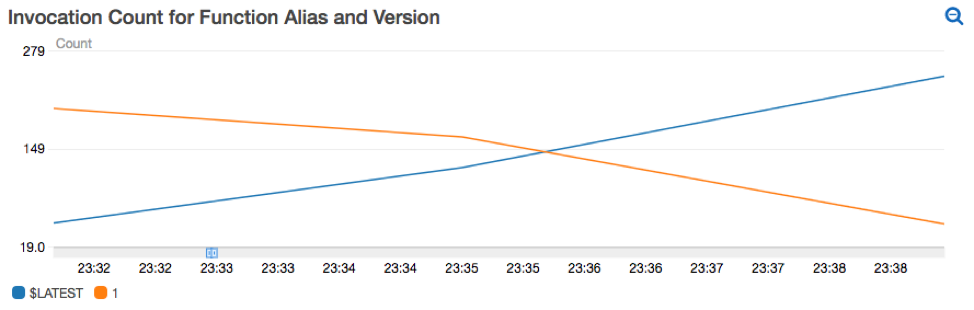 Invocation Count for Function Alias and Version
Count
279
149
19.0
23:32 23:32 23:33 23:33 23:34 23:34 23:35 23:35 23:36 23:36 23:37 23:37 23:38 23:38
$LATEST 1